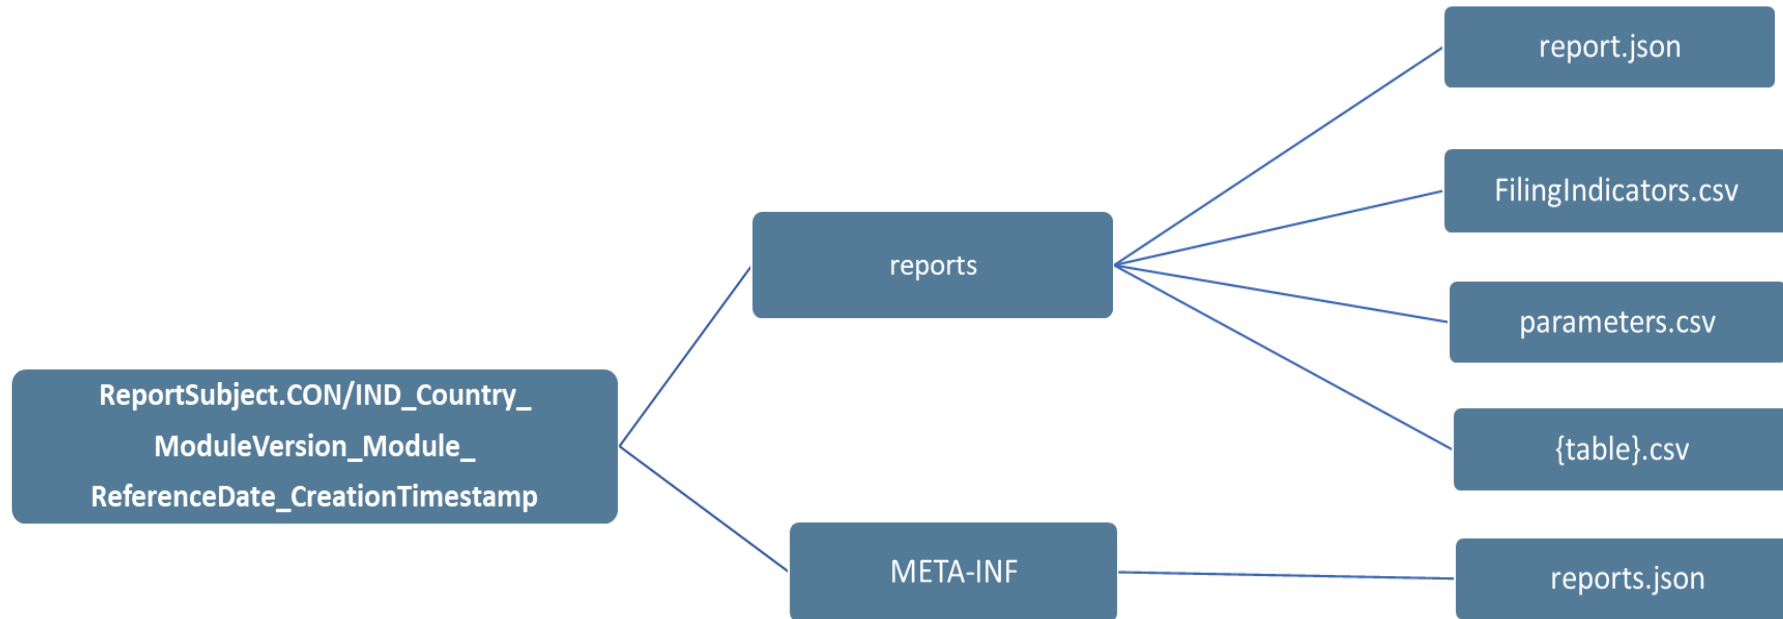 report.json
FilingIndicators.csv
reports
parameters.csv
ReportSubject.CON/IND_Country_
ModuleVersion_Module_
ReferenceDate_CreationTimestamp
{table}.csv
META-INF
reports.json